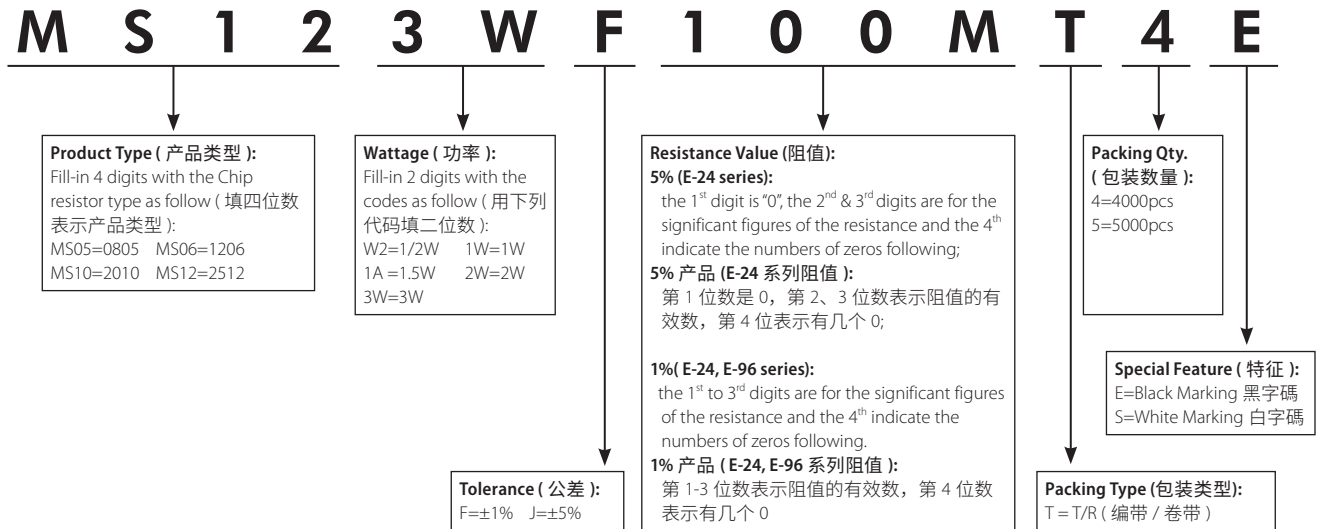 M S 1 2 3 W F 1 0 0 M T 4 E
Product Type ( 产品类型 ):
Fill-in 4 digits with the Chip
resistor type as follow ( 填四位数
表示产品类型 ):
MS05=0805 MS06=1206
MS10=2010 MS12=2512
Wattage ( 功率 ):
Fill-in 2 digits with the
codes as follow ( 用下列
代码填二位数 ):
W2=1/2W 1W=1W
1A =1.5W 2W=2W
3W=3W
Tolerance ( 公差 ):
F=±1% J=±5%
Resistance Value (阻值):
5% (E-24 series):
the 1st digit is "0", the 2nd & 3rd digits are for the
significant figures of the resistance and the 4th
indicate the numbers of zeros following;
5% 产品 (E-24 系列阻值 ):
第 1 位数是 0，第 2、3 位数表示阻值的有
效数，第 4 位表示有几个 0;
1%( E-24, E-96 series):
the 1st to 3rd digits are for the significant figures
of the resistance and the 4th indicate the
numbers of zeros following.
1% 产品 ( E-24, E-96 系列阻值 ):
第 1-3 位数表示阻值的有效数，第 4 位数
表示有几个 0
Packing Qty.
( 包装数量 ):
4=4000pcs
5=5000pcs
Special Feature ( 特征 ):
E=Black Marking 黑字碼
S=White Marking 白字碼
Packing Type (包装类型):
T = T/R ( 编带 / 卷带 )